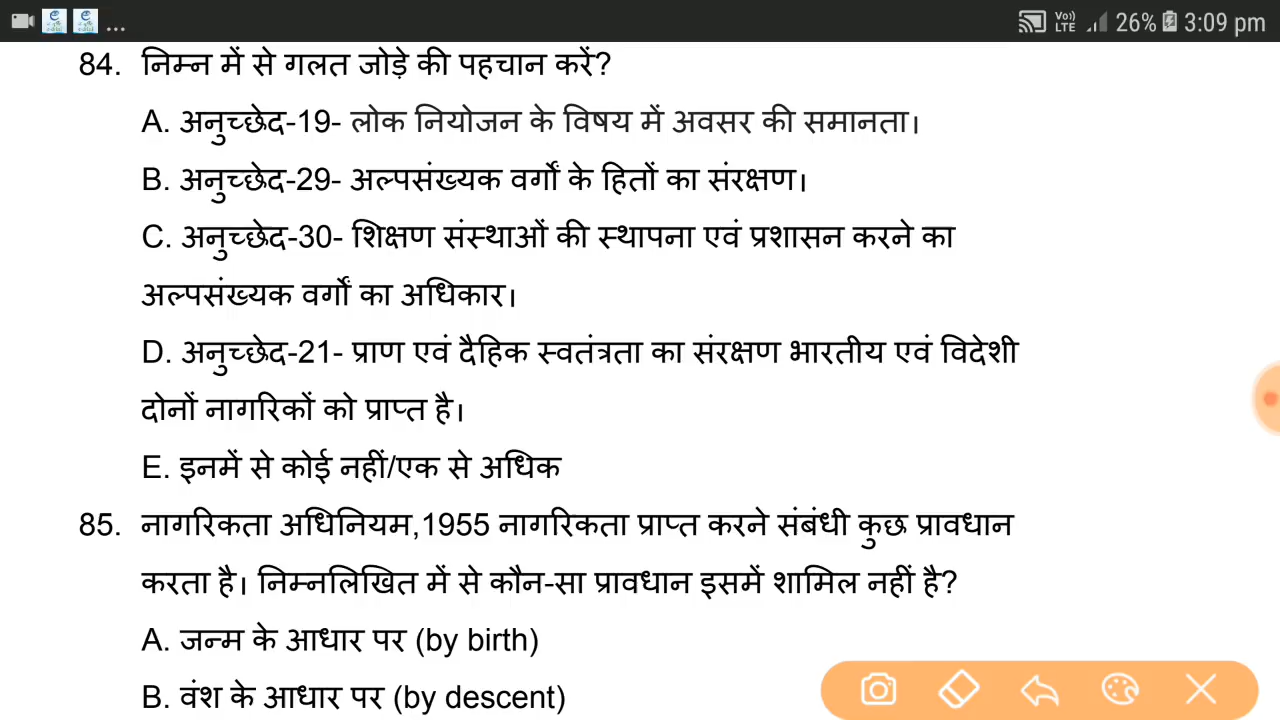 ... Vo) LTE 26% 3:09 pm
84. निम्न में से गलत जोड़े की पहचान करें?
A. अनुच्छेद-19- लोक नियोजन के विषय में अवसर की समानता।
B. अनुच्छेद-29- अल्पसंख्यक वर्गों के हितों का संरक्षण।
C. अनुच्छेद-30- शिक्षण संस्थाओं की स्थापना एवं प्रशासन करने का
अल्पसंख्यक वर्गों का अधिकार।
D. अनुच्छेद-21- प्राण एवं दैहिक स्वतंत्रता का संरक्षण भारतीय एवं विदेशी
दोनों नागरिकों को प्राप्त है।
E. इनमें से कोई नहीं/एक से अधिक
85. नागरिकता अधिनियम,1955 नागरिकता प्राप्त करने संबंधी कुछ प्रावधान
करता है। निम्नलिखित में से कौन-सा प्रावधान इसमें शामिल नहीं है?
A. जन्म के आधार पर (by birth)
B. वंश के आधार पर (by descent)